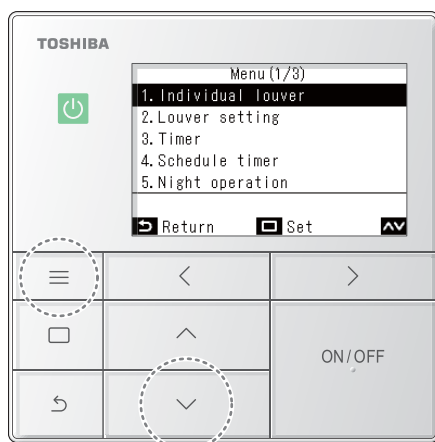 TOSHIBA
Menu(1/3)
1.Individual louver
2.Louver setting
3.Timer
4.Schedule timer
5.Night operation
Return Set
ON/OFF